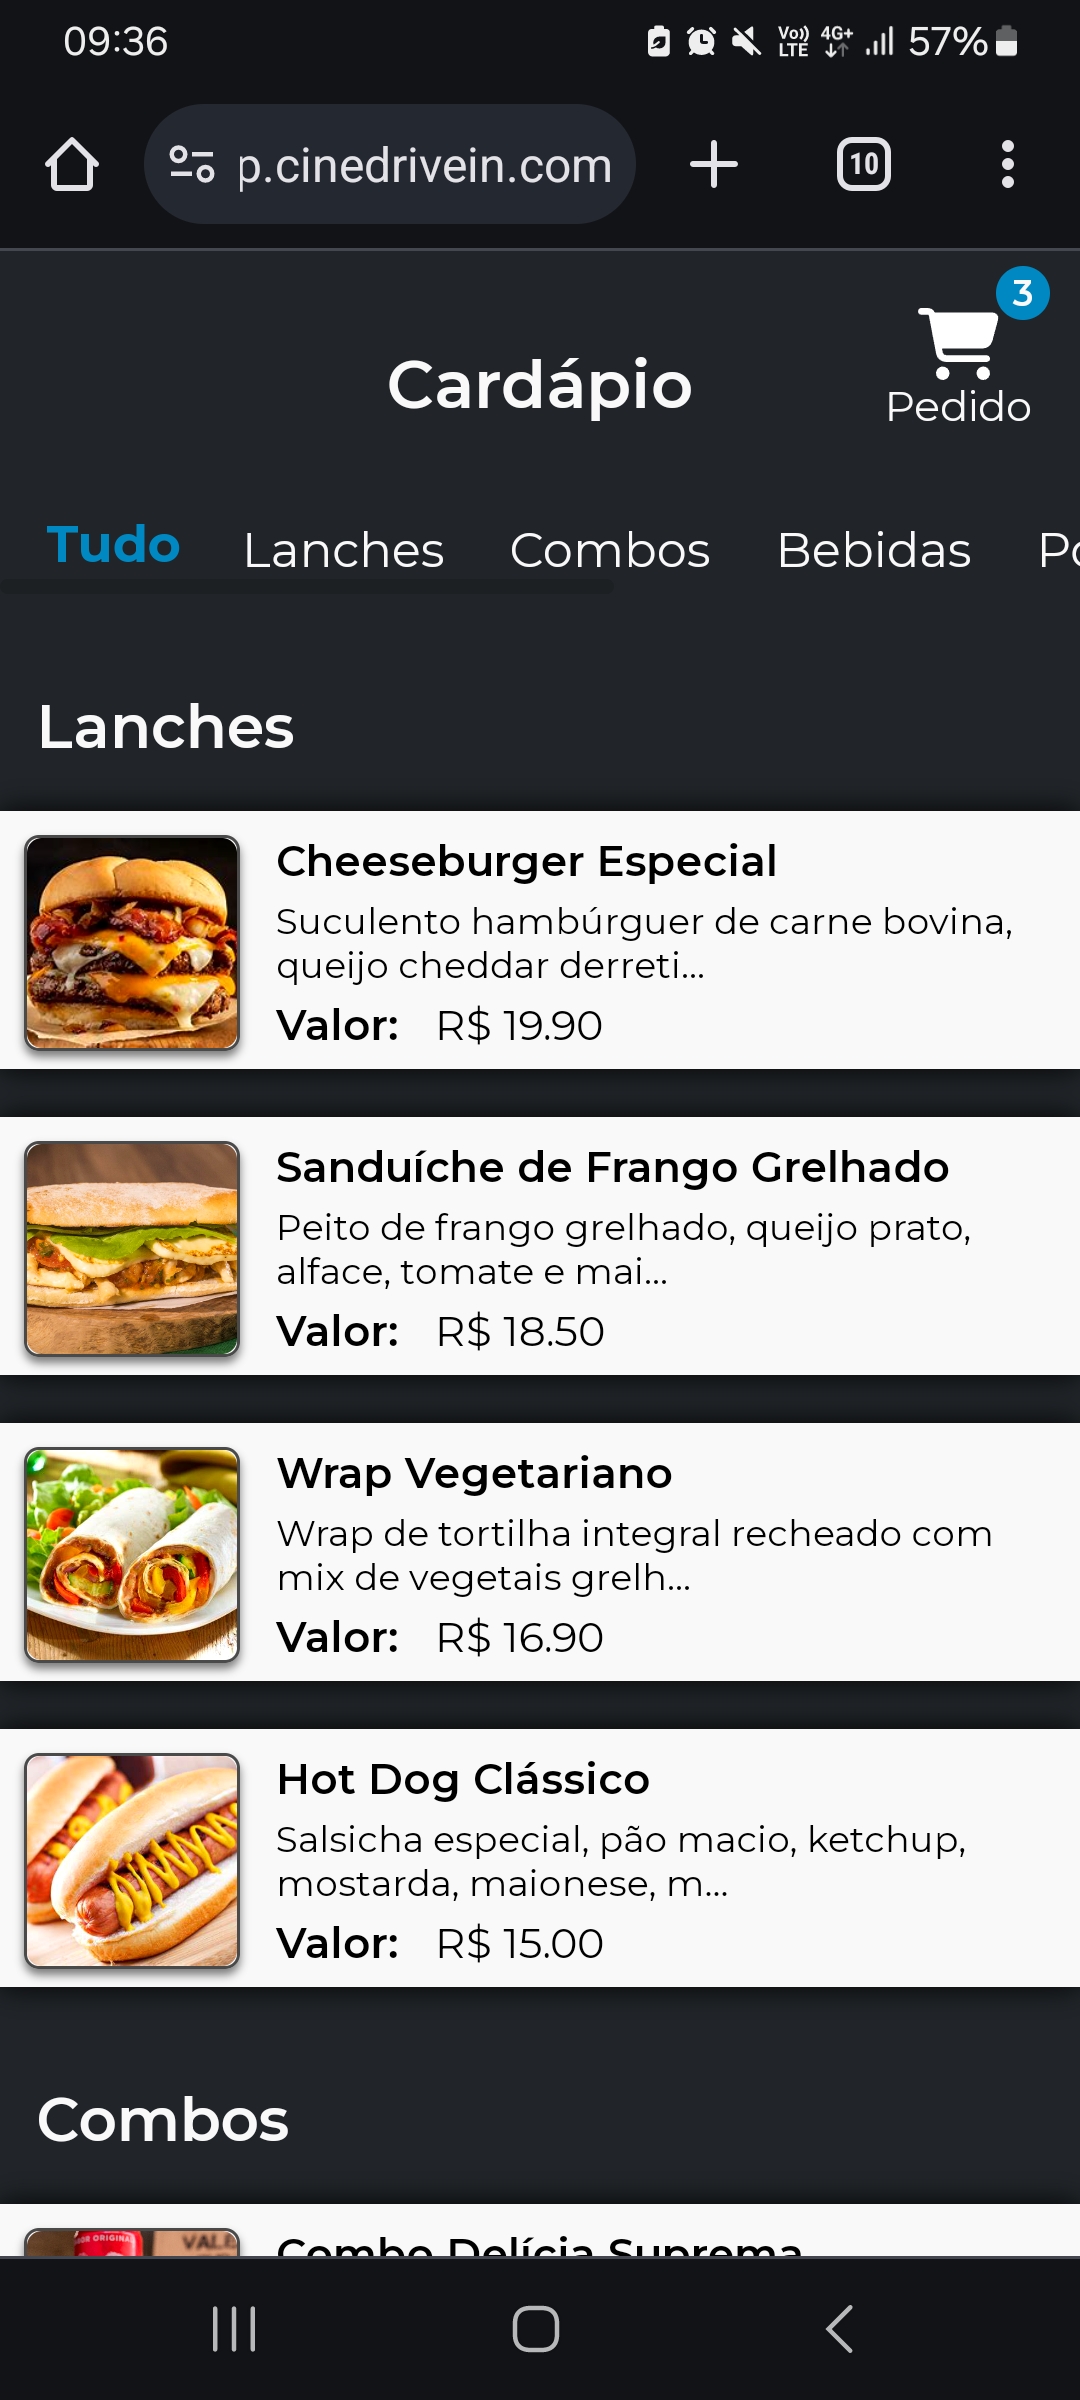 09:36
Vo)) LTE 4G+ 57%
p.cinedrivein.com
10
3
Cardápio
Pedido
Tudo Lanches Combos Bebidas Po
Lanches
Cheeseburger Especial
Suculento hambúrguer de carne bovina,
queijo cheddar derreti...
Valor: R$ 19.90
Sanduíche de Frango Grelhado
Peito de frango grelhado, queijo prato,
alface, tomate e mai...
Valor: R$ 18.50
Wrap Vegetariano
Wrap de tortilha integral recheado com
mix de vegetais grelh...
Valor: R$ 16.90
Hot Dog Clássico
Salsicha especial, pão macio, ketchup,
mostarda, maionese, m...
Valor: R$ 15.00
Combos
Combo Delícia Suprema